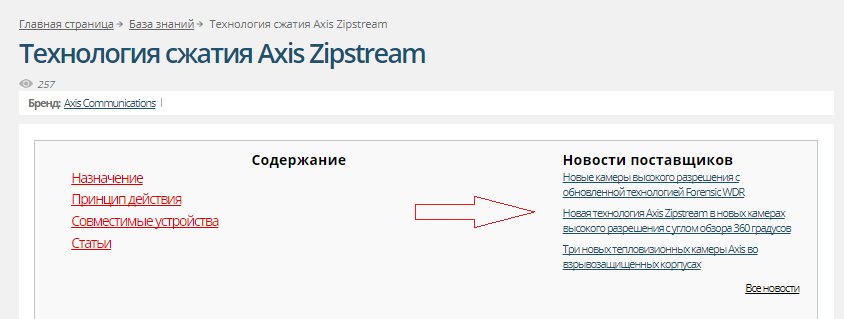 Главная страница → База знаний → Технология сжатия Axis Zipstream
Технология сжатия Axis Zipstream
257
Бренд: Axis Communications |
Содержание
Назначение
Принцип действия
Совместимые устройства
Статьи
Новости поставщиков
Новые камеры высокого разрешения с
обновленной технологией Forensic WDR
Новая технология Axis Zipstream в новых камерах
высокого разрешения с углом обзора 360 градусов
Три новых тепловизионных камеры Axis во
взрывозащищенных корпусах
Все новости